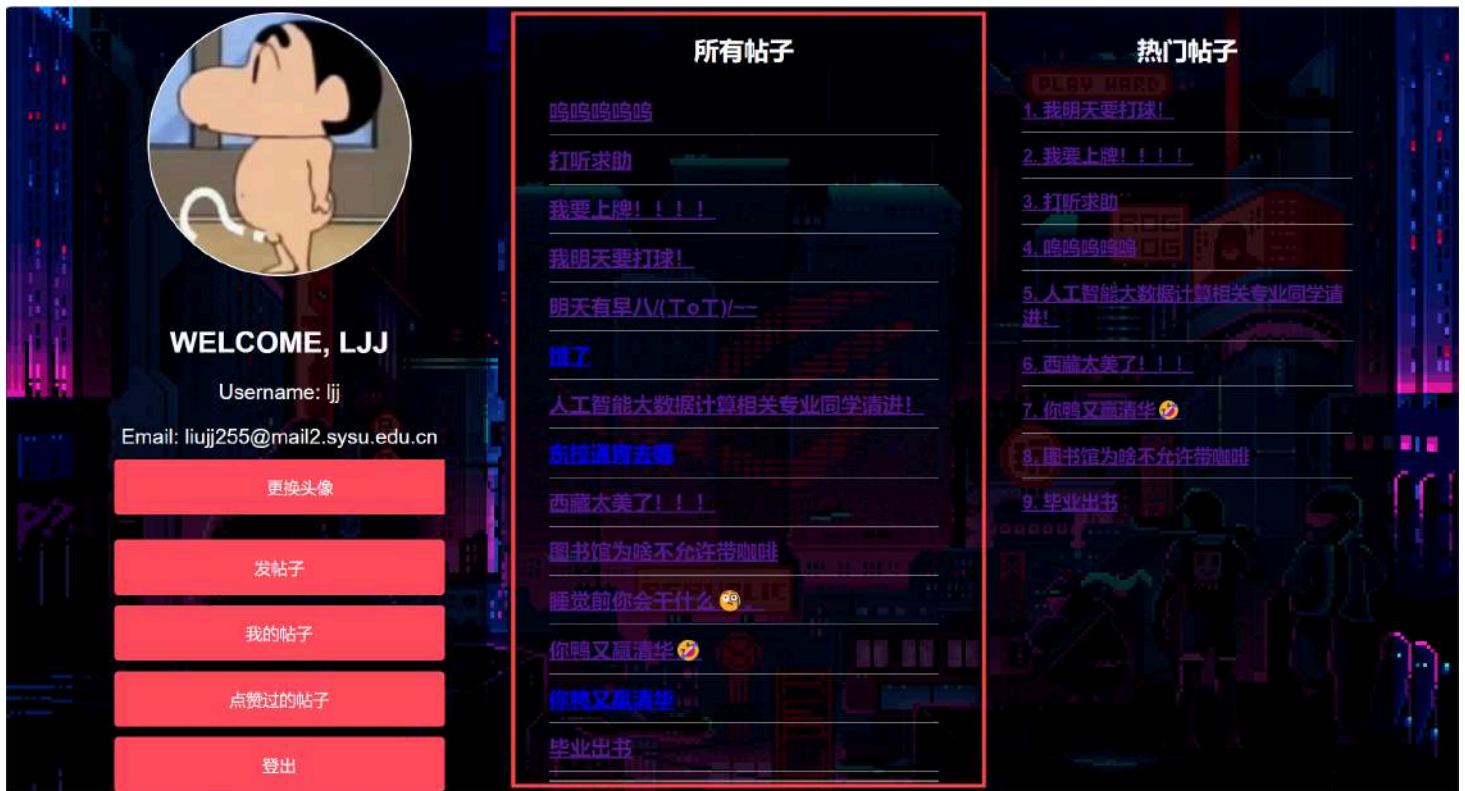 WELCOME, LJJ
Username: ljj
Email: liujj255@mail2.sysu.edu.cn
更换头像
发帖子
我的帖子
点赞过的帖子
登出
所有帖子
呜呜呜呜呜
打听求助
我要上牌！！！！
我明天要打球！
明天有早八/(ㄒoㄒ)/~~
饿了
人工智能大数据计算相关专业同学请进！
东校通宵去哪
西藏太美了！！！
图书馆为啥不允许带咖啡
睡觉前你会干什么🧐。
你鸭又赢清华🤣
你鸭又赢清华
毕业出书
热门帖子
PLAY HARD
1. 我明天要打球！
2. 我要上牌！！！！
3. 打听求助
4. 呜呜呜呜呜
5. 人工智能大数据计算相关专业同学请
进！
6. 西藏太美了！！！
7. 你鸭又赢清华🤣
8. 图书馆为啥不允许带咖啡
9. 毕业出书